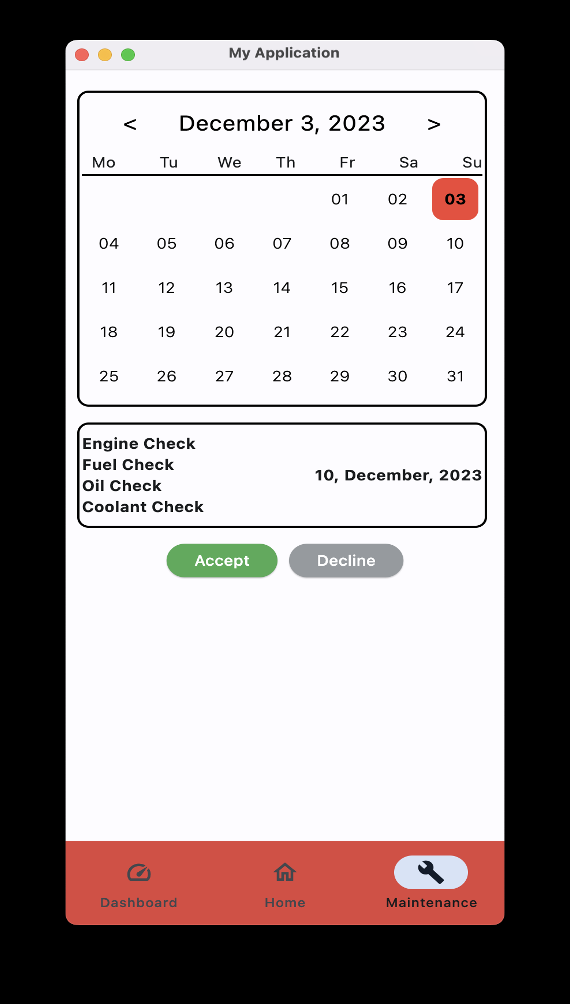 My Application
< December 3, 2023 >
Mo Tu We Th Fr Sa Su
01 02 03
04 05 06 07 08 09 10
11 12 13 14 15 16 17
18 19 20 21 22 23 24
25 26 27 28 29 30 31
Engine Check
Fuel Check
Oil Check
Coolant Check
10, December, 2023
Accept Decline
Dashboard Home Maintenance